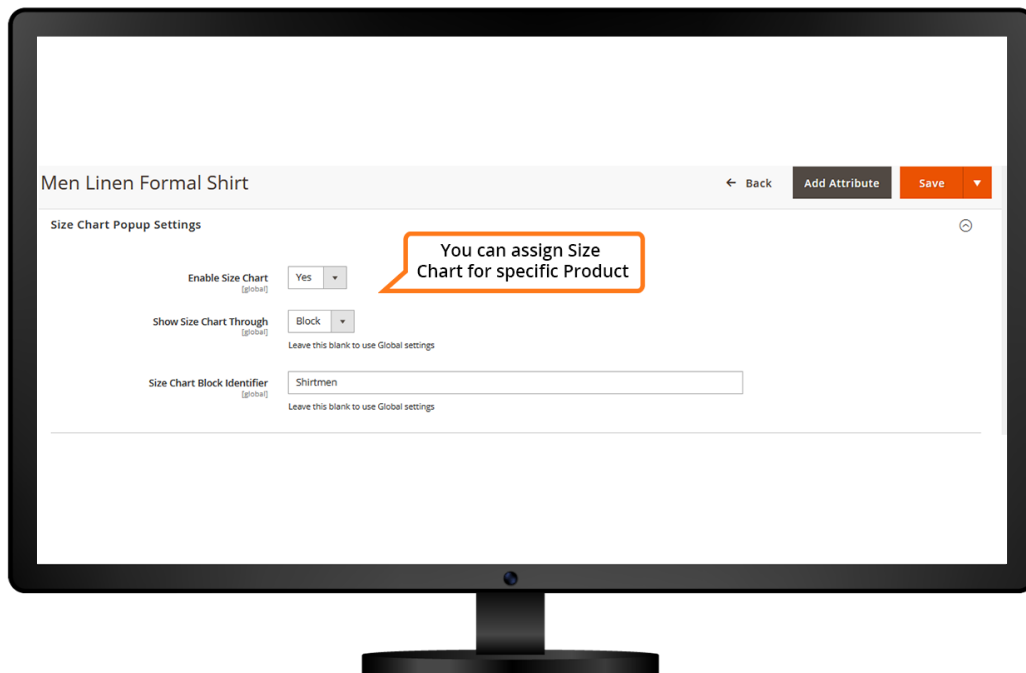 Men Linen Formal Shirt
← Back
Add Attribute
Save
Size Chart Popup Settings
You can assign Size
Chart for specific Product
Enable Size Chart
[global]
Yes
Show Size Chart Through
[global]
Block
Leave this blank to use Global settings
Size Chart Block Identifier
[global]
Shirtmen
Leave this blank to use Global settings